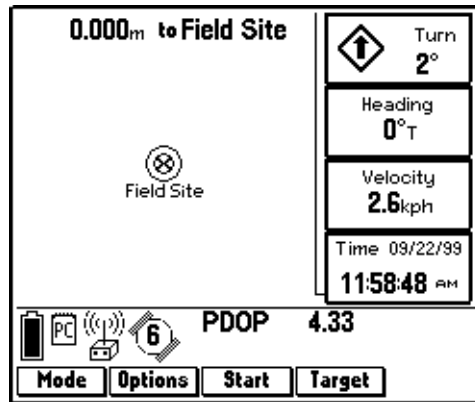 0.000m to Field Site
Turn
2°
Heading
0°T
Field Site
Velocity
2.6kph
Time 09/22/99
11:58:48 AM
PC
6
PDOP 4.33
Mode Options Start Target